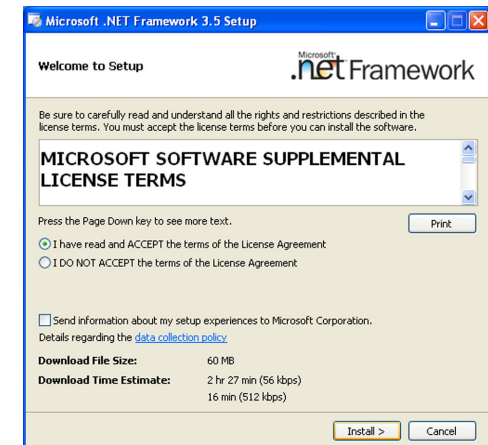 Microsoft .NET Framework 3.5 Setup
Welcome to Setup
Microsoft
.net Framework
Be sure to carefully read and understand all the rights and restrictions described in the
license terms. You must accept the license terms before you can install the software.
MICROSOFT SOFTWARE SUPPLEMENTAL
LICENSE TERMS
Press the Page Down key to see more text.
Print
I have read and ACCEPT the terms of the License Agreement
I DO NOT ACCEPT the terms of the License Agreement
Send information about my setup experiences to Microsoft Corporation.
Details regarding the data collection policy
Download File Size: 60 MB
Download Time Estimate: 2 hr 27 min (56 kbps)
16 min (512 kbps)
Install > Cancel